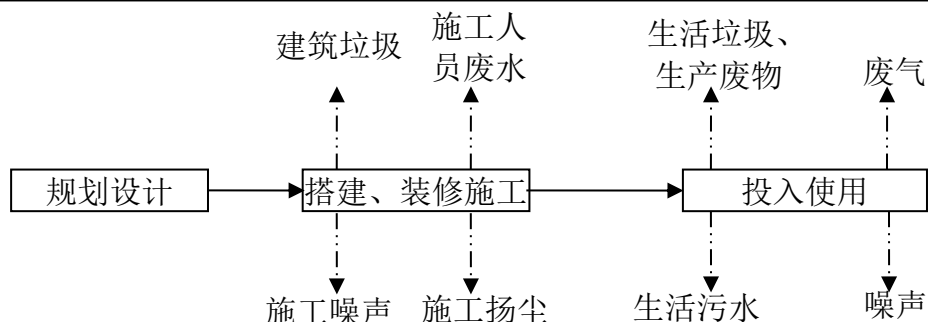 建筑垃圾
施工人
员废水
生活垃圾、
生产废物
废气
规划设计
搭建、装修施工
投入使用
施工噪声
施工扬尘
生活污水
噪声